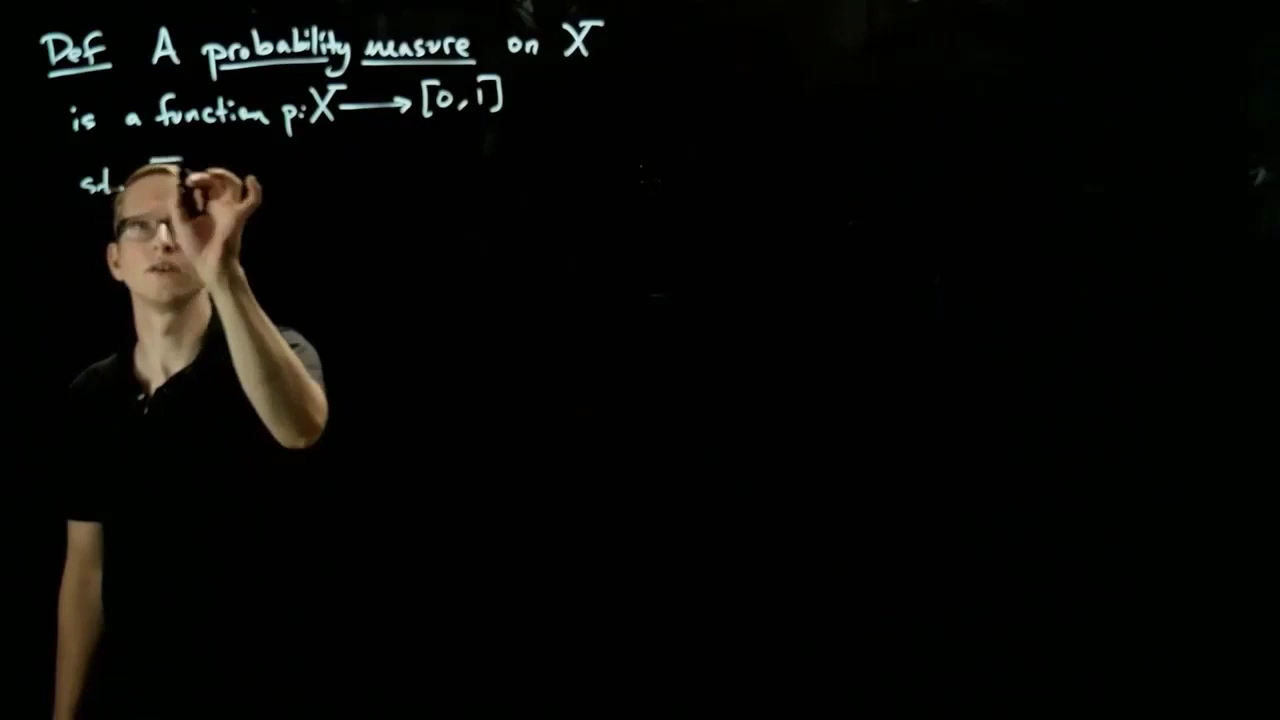 Def A probability measure on X
is a function p: X ⟶ [0,1]
s.t.